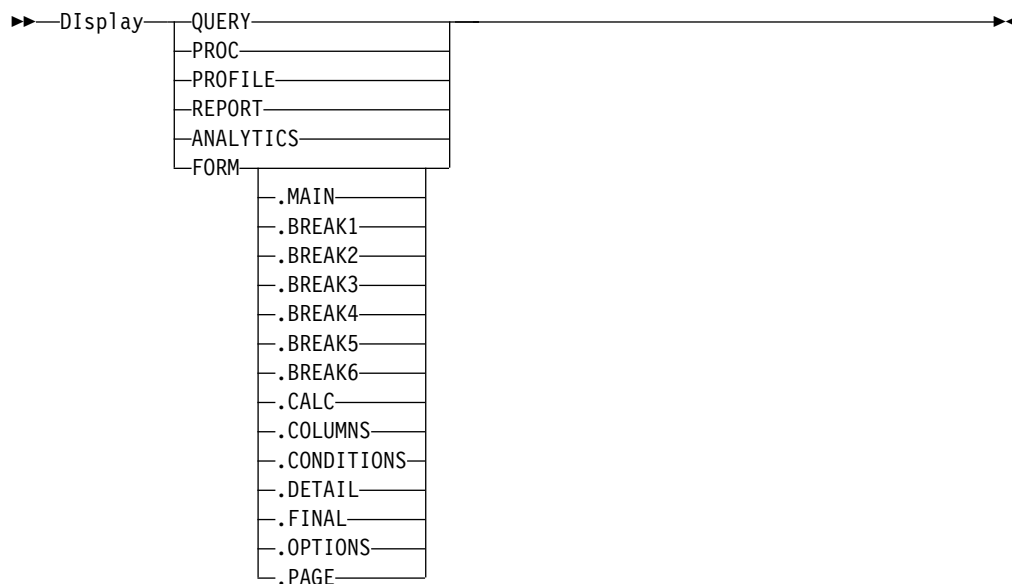 DIsplay QUERY
PROC
PROFILE
REPORT
ANALYTICS
FORM
.MAIN
.BREAK1
.BREAK2
.BREAK3
.BREAK4
.BREAK5
.BREAK6
.CALC
.COLUMNS
.CONDITIONS
.DETAIL
.FINAL
.OPTIONS
.PAGE